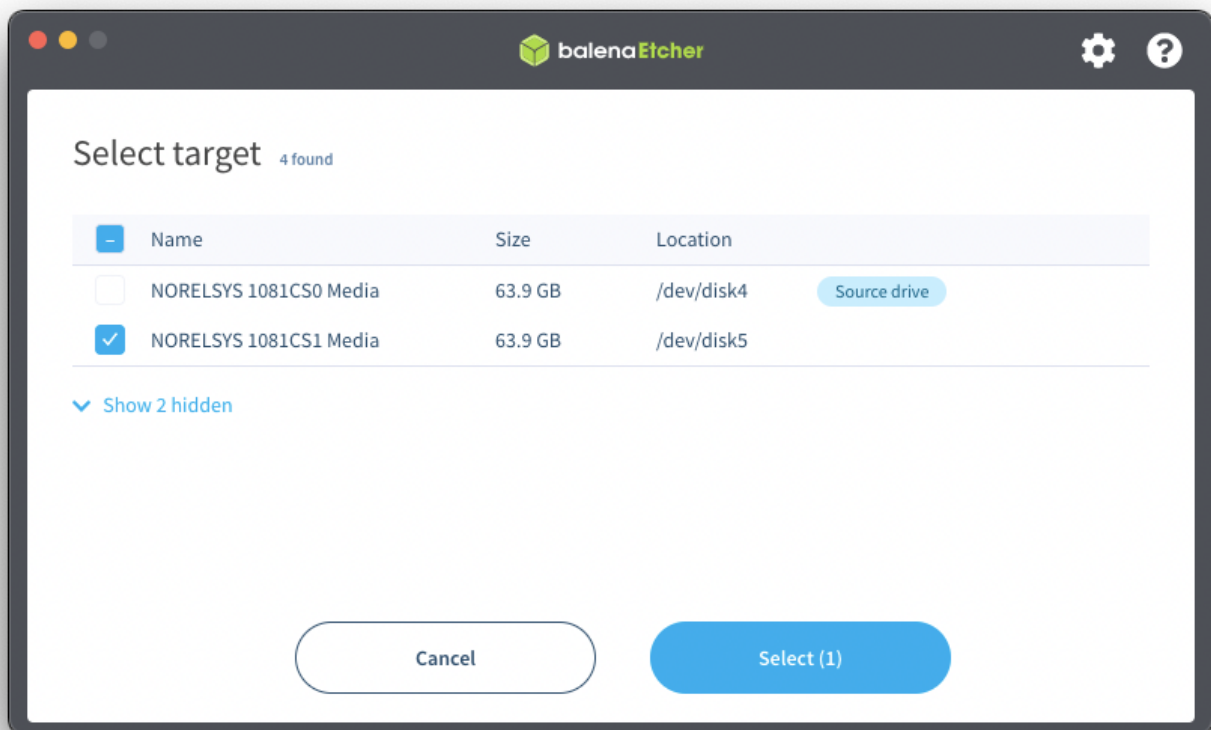 balenaEtcher
Select target 4 found
Name Size Location
NORELSYS 1081CS0 Media 63.9 GB /dev/disk4 Source drive
NORELSYS 1081CS1 Media 63.9 GB /dev/disk5
Show 2 hidden
Cancel Select (1)